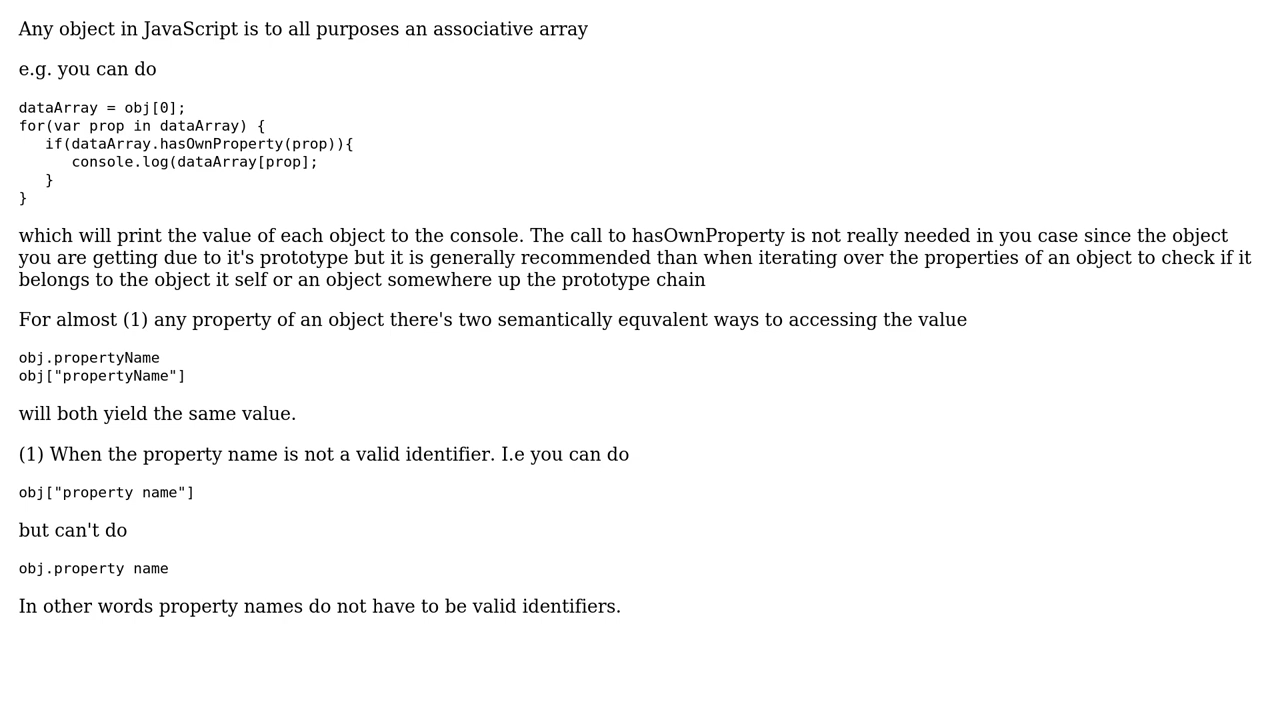 Any object in JavaScript is to all purposes an associative array
e.g. you can do
dataArray = obj[0];
for(var prop in dataArray) {
   if(dataArray.hasOwnProperty(prop)){
      console.log(dataArray[prop];
   }
}
which will print the value of each object to the console. The call to hasOwnProperty is not really needed in you case since the object
you are getting due to it's prototype but it is generally recommended than when iterating over the properties of an object to check if it
belongs to the object it self or an object somewhere up the prototype chain
For almost (1) any property of an object there's two semantically equvalent ways to accessing the value
obj.propertyName
obj["propertyName"]
will both yield the same value.
(1) When the property name is not a valid identifier. I.e you can do
obj["property name"]
but can't do
obj.property name
In other words property names do not have to be valid identifiers.